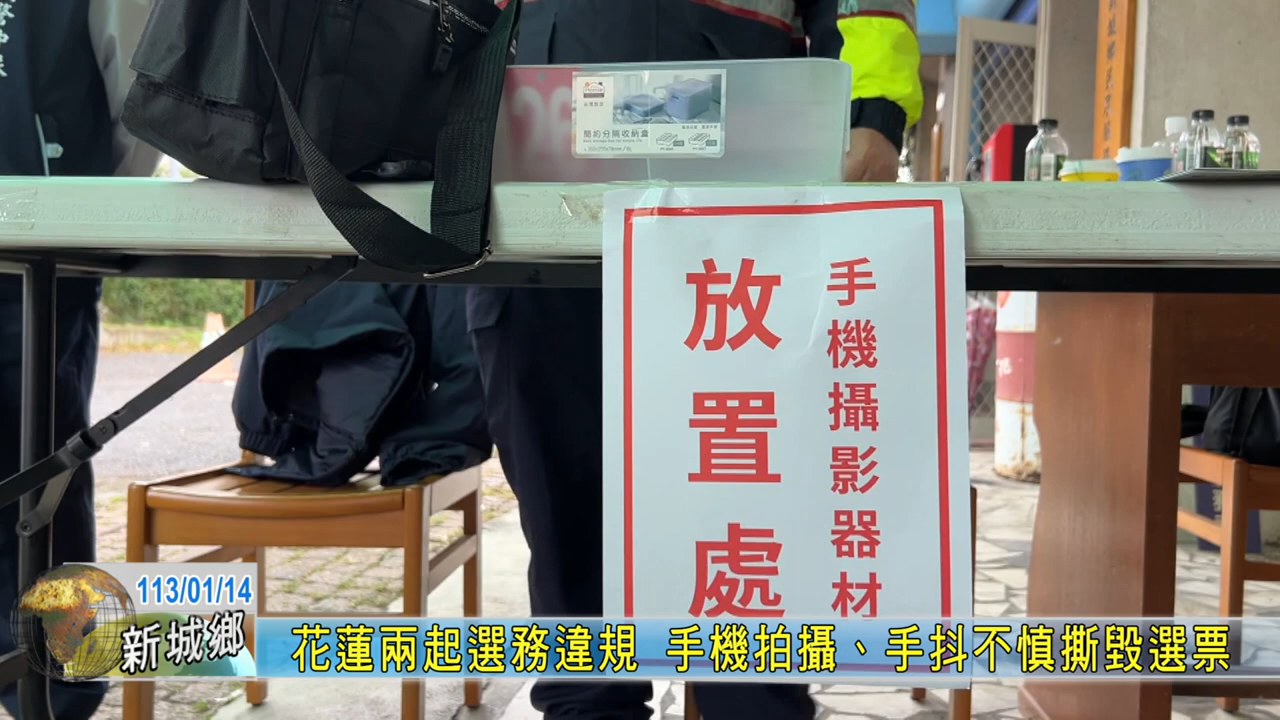 簡約分隔收納盒
手機攝影器材
放置處
113/01/14
新城鄉
花蓮兩起選務違規 手機拍攝、手抖不慎撕毀選票